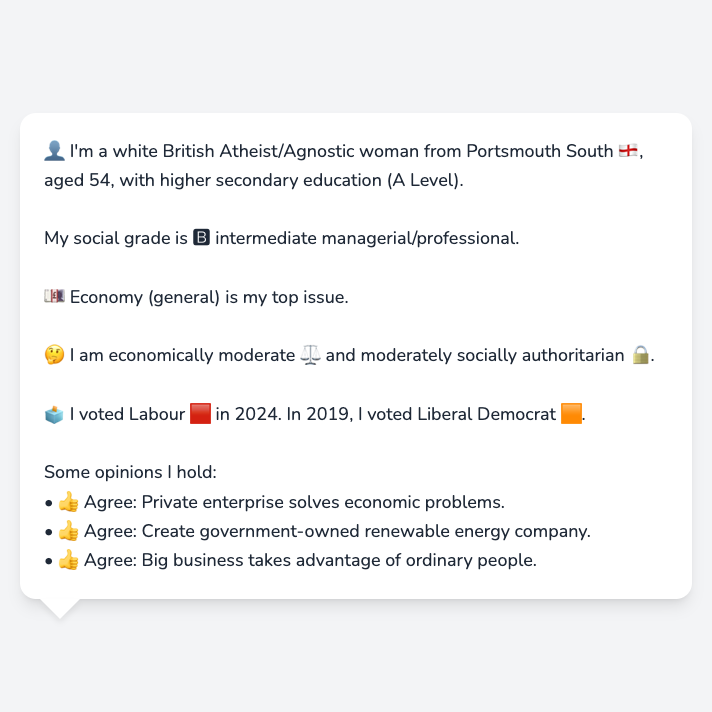 👤 I'm a white British Atheist/Agnostic woman from Portsmouth South 🏴󠁧󠁢󠁥󠁮󠁧󠁿,
aged 54, with higher secondary education (A Level).
My social grade is 🅱 intermediate managerial/professional.
💷 Economy (general) is my top issue.
🤔 I am economically moderate ⚖️ and moderately socially authoritarian 🔒.
🗳️ I voted Labour 🟥 in 2024. In 2019, I voted Liberal Democrat 🟧.
Some opinions I hold:
• 👍 Agree: Private enterprise solves economic problems.
• 👍 Agree: Create government-owned renewable energy company.
• 👍 Agree: Big business takes advantage of ordinary people.